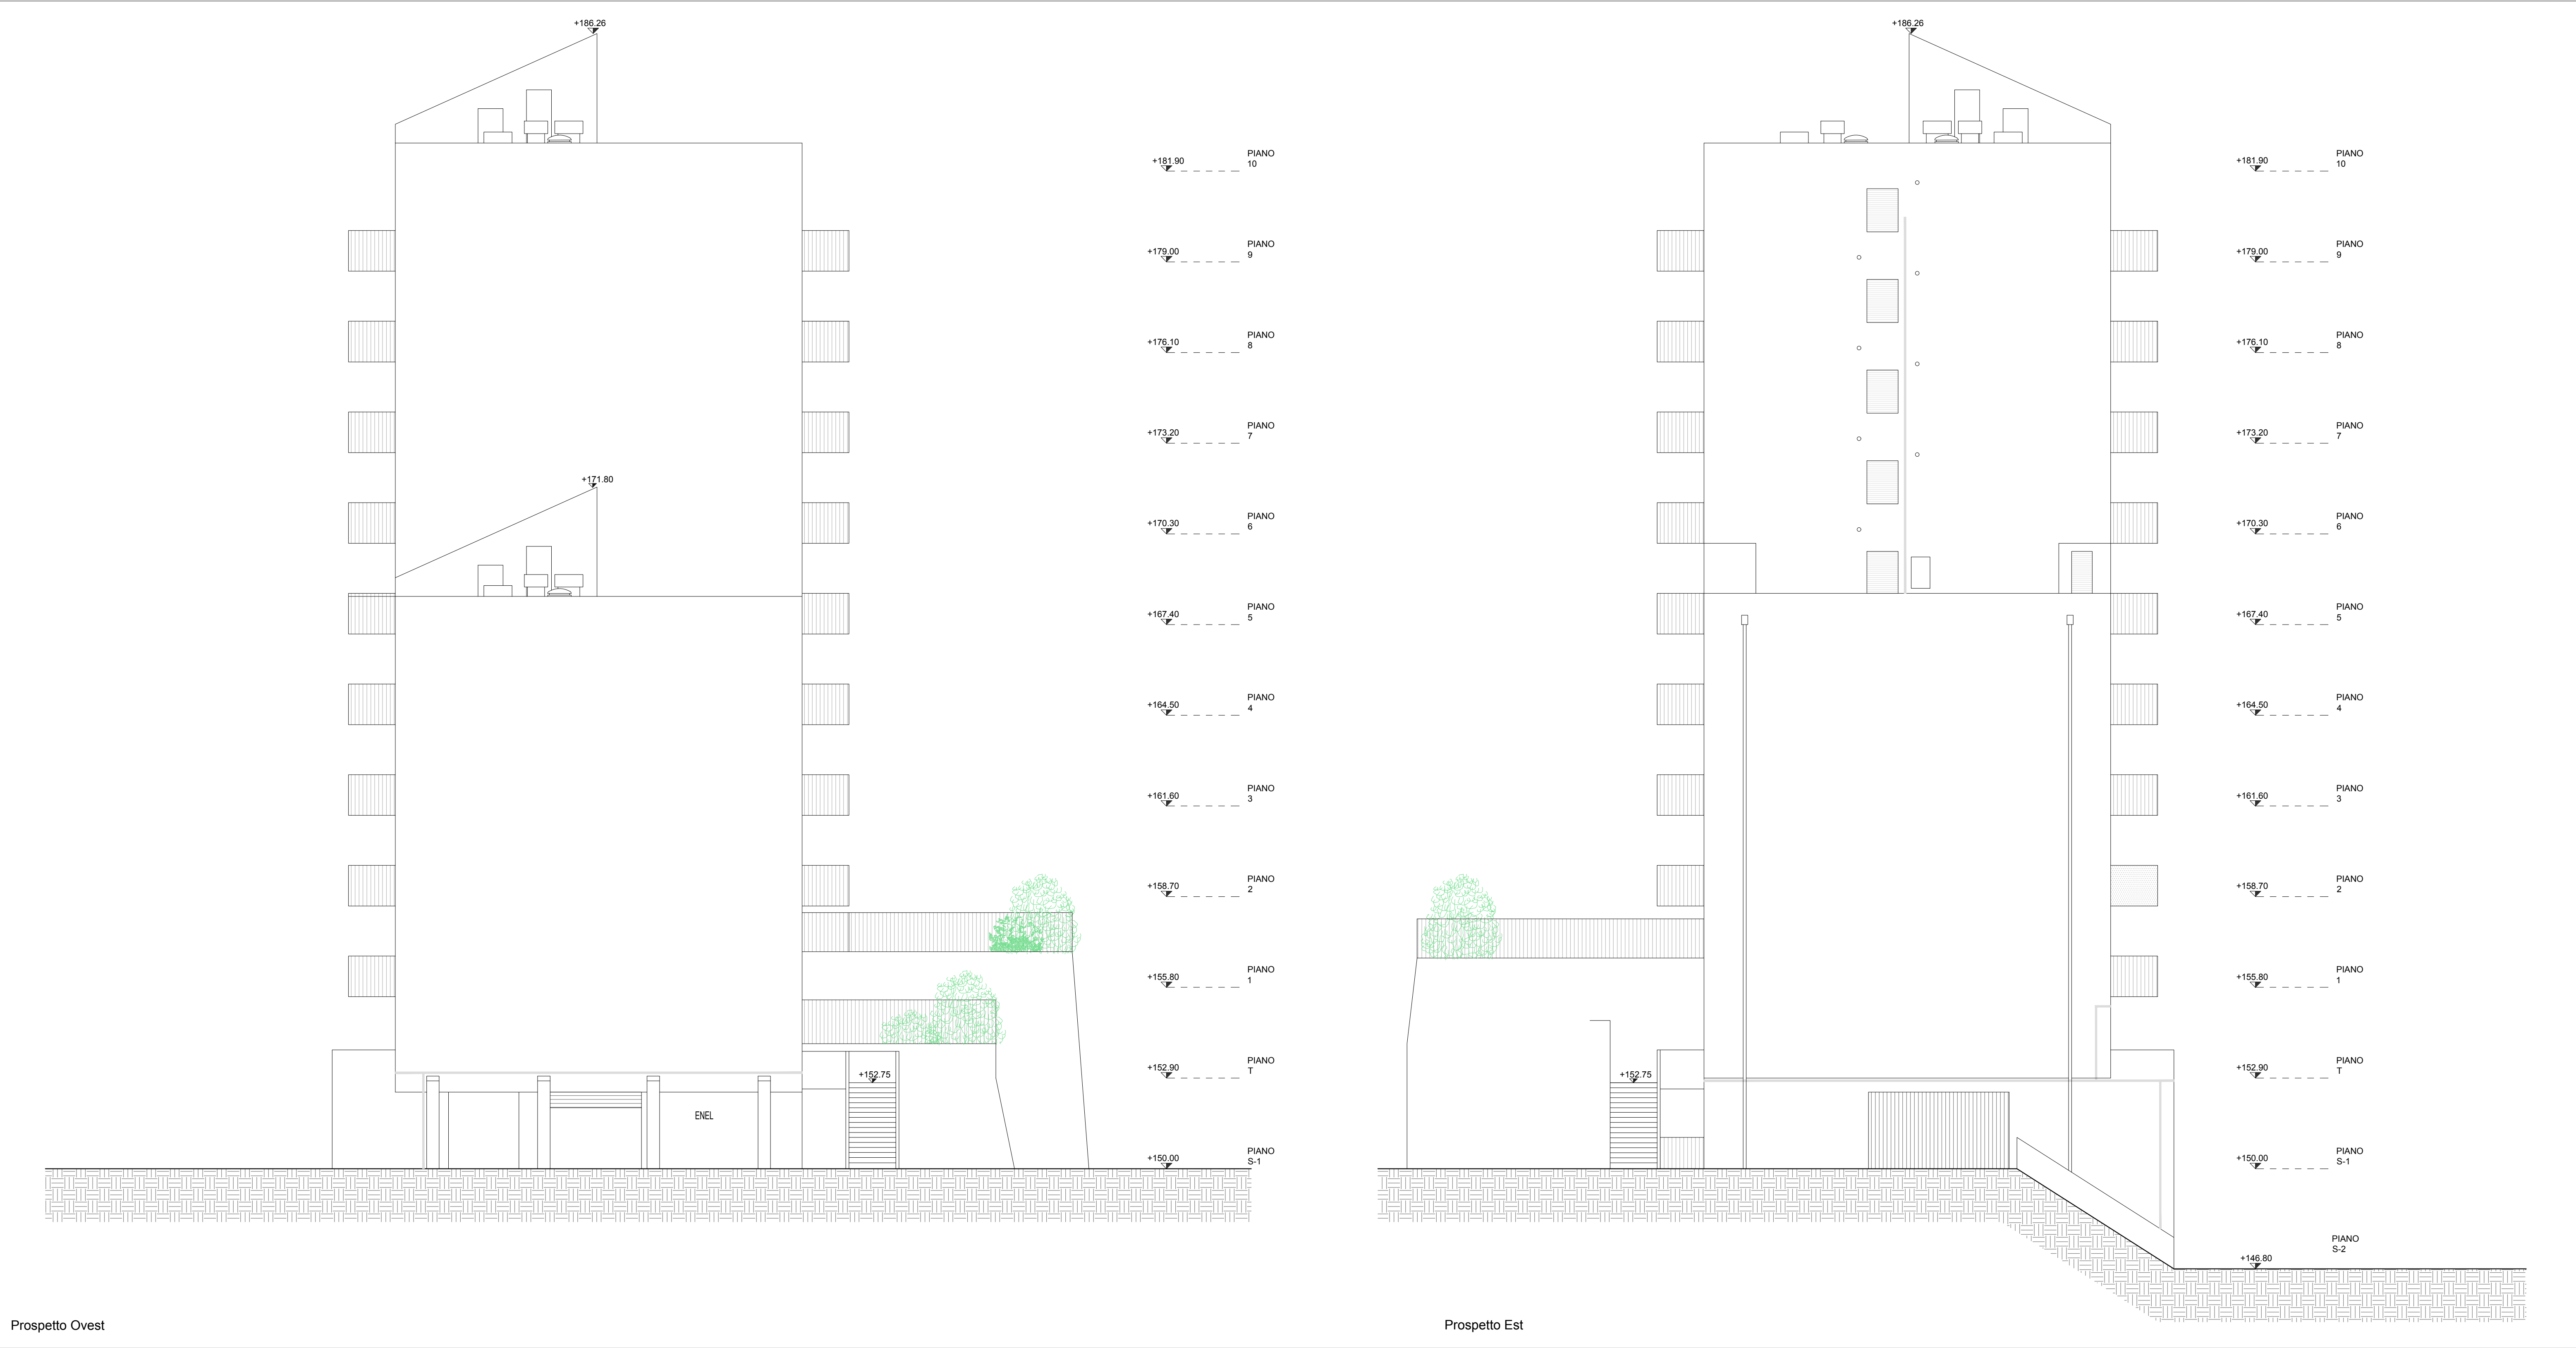 +186.26
+181.90
PIANO
10
+179.00
PIANO
9
+176.10
PIANO
8
+173.20
PIANO
7
+171.80
+170.30
PIANO
6
+167.40
PIANO
5
+164.50
PIANO
4
+161.60
PIANO
3
+158.70
PIANO
2
+155.80
PIANO
1
+152.75
+152.90
PIANO
T
ENEL
+150.00
PIANO
S-1
Prospetto Ovest
+186.26
+181.90
PIANO
10
+179.00
PIANO
9
+176.10
PIANO
8
+173.20
PIANO
7
+170.30
PIANO
6
+167.40
PIANO
5
+164.50
PIANO
4
+161.60
PIANO
3
+158.70
PIANO
2
+155.80
PIANO
1
+152.75
+152.90
PIANO
T
+150.00
PIANO
S-1
+146.80
PIANO
S-2
Prospetto Est